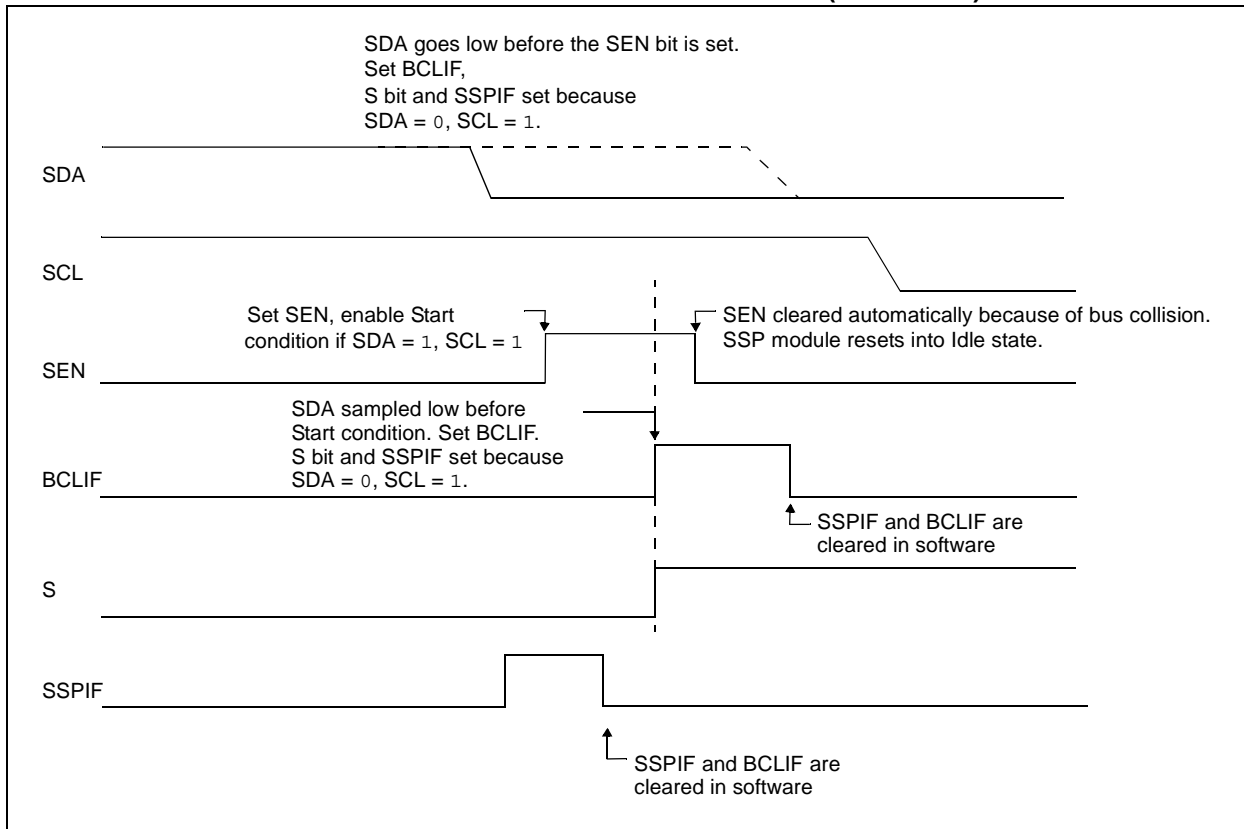 SDA goes low before the SEN bit is set.
Set BCLIF,
S bit and SSPIF set because
SDA = 0, SCL = 1.
SDA
SCL
Set SEN, enable Start
condition if SDA = 1, SCL = 1
SEN cleared automatically because of bus collision.
SSP module resets into Idle state.
SEN
SDA sampled low before
Start condition. Set BCLIF.
S bit and SSPIF set because
SDA = 0, SCL = 1.
BCLIF
SSPIF and BCLIF are
cleared in software
S
SSPIF
SSPIF and BCLIF are
cleared in software